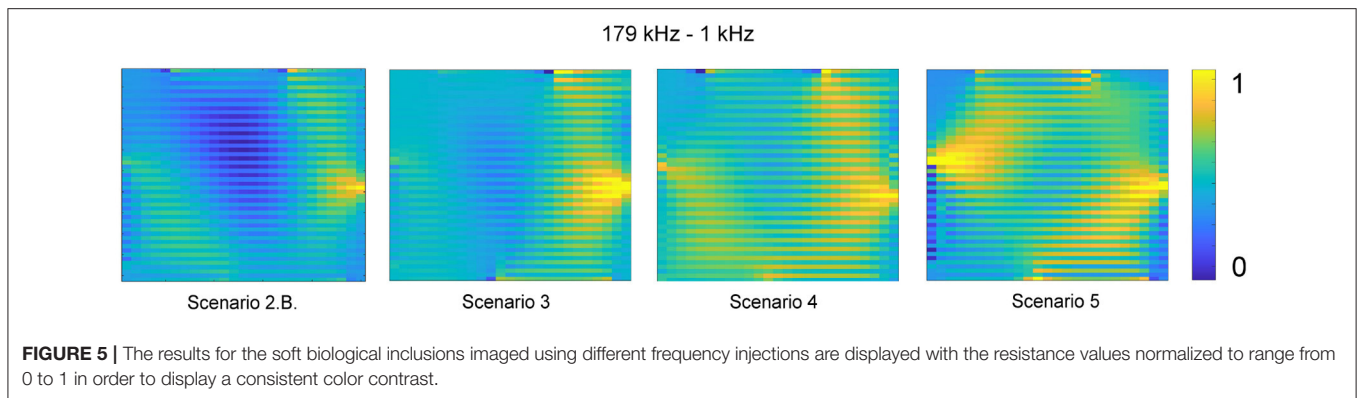 179 kHz - 1 kHz
1
0
Scenario 2.B.
Scenario 3
Scenario 4
Scenario 5
FIGURE 5 | The results for the soft biological inclusions imaged using different frequency injections are displayed with the resistance values normalized to range from
0 to 1 in order to display a consistent color contrast.